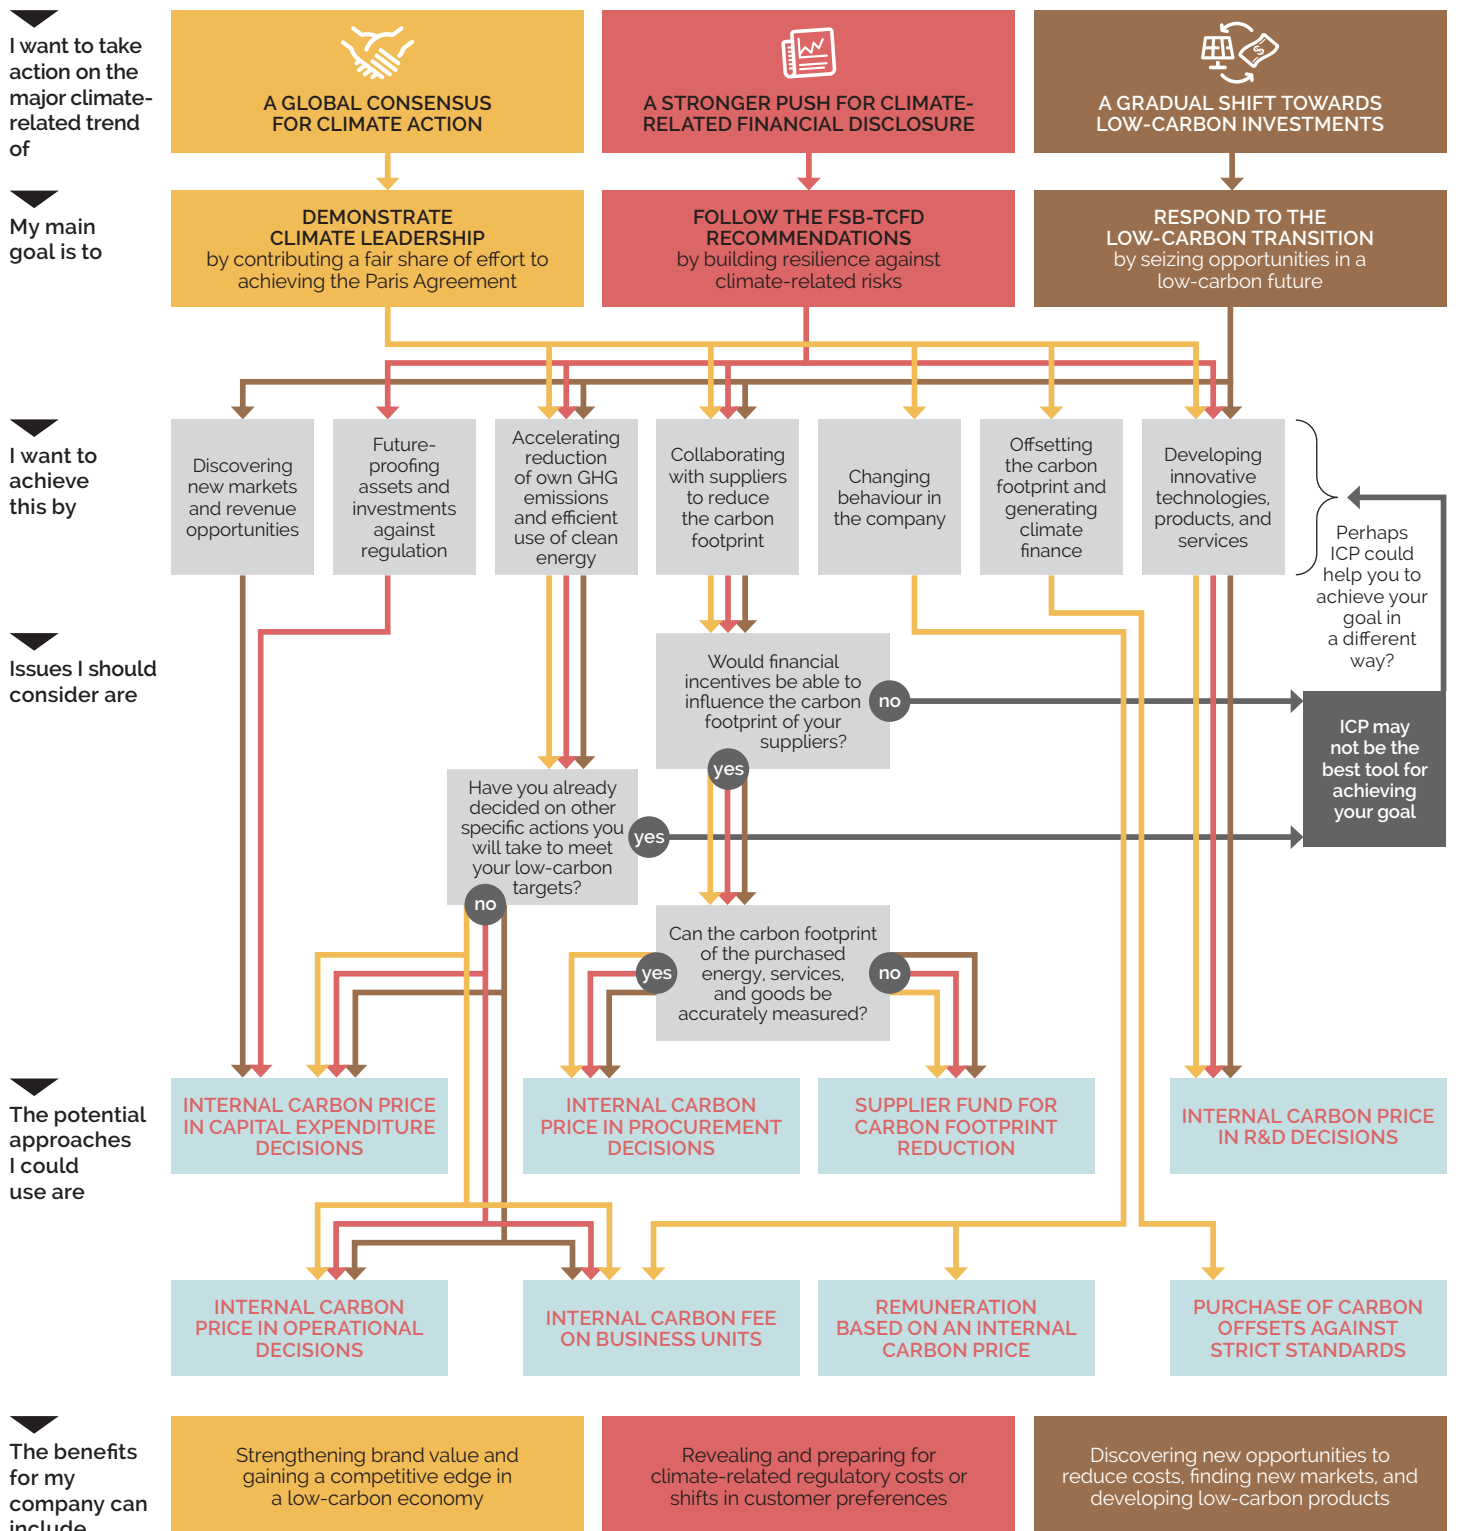 I want to take
action on the
major climate-
related trend
of
A GLOBAL CONSENSUS
FOR CLIMATE ACTION
A STRONGER PUSH FOR CLIMATE-
RELATED FINANCIAL DISCLOSURE
A GRADUAL SHIFT TOWARDS
LOW-CARBON INVESTMENTS
My main
goal is to
DEMONSTRATE
CLIMATE LEADERSHIP
by contributing a fair share of effort to
achieving the Paris Agreement
FOLLOW THE FSB-TCFD
RECOMMENDATIONS
by building resilience against
climate-related risks
RESPOND TO THE
LOW-CARBON TRANSITION
by seizing opportunities in a
low-carbon future
I want to
achieve
this by
Discovering
new markets
and revenue
opportunities
Future-
proofing
assets and
investments
against
regulation
Accelerating
reduction
of own GHG
emissions
and efficient
use of clean
energy
Collaborating
with suppliers
to reduce
the carbon
footprint
Changing
behaviour in
the company
Offsetting
the carbon
footprint and
generating
climate
finance
Developing
innovative
technologies,
products, and
services
Perhaps
ICP could
help you to
achieve your
goal in
a different
way?
Issues I should
consider are
Would financial
incentives be able to
influence the carbon
footprint of your
suppliers?
no
yes
ICP may
not be the
best tool for
achieving
your goal
Have you already
decided on other
specific actions you
will take to meet
your low-carbon
targets?
yes
no
Can the carbon footprint
of the purchased
energy, services,
and goods be
accurately measured?
yes
no
The potential
approaches
I could
use are
INTERNAL CARBON PRICE
IN CAPITAL EXPENDITURE
DECISIONS
INTERNAL CARBON
PRICE IN PROCUREMENT
DECISIONS
SUPPLIER FUND FOR
CARBON FOOTPRINT
REDUCTION
INTERNAL CARBON PRICE
IN R&D DECISIONS
INTERNAL CARBON
PRICE IN OPERATIONAL
DECISIONS
INTERNAL CARBON FEE
ON BUSINESS UNITS
REMUNERATION
BASED ON AN INTERNAL
CARBON PRICE
PURCHASE OF CARBON
OFFSETS AGAINST
STRICT STANDARDS
The benefits
for my
company can
include
Strengthening brand value and
gaining a competitive edge in
a low-carbon economy
Revealing and preparing for
climate-related regulatory costs or
shifts in customer preferences
Discovering new opportunities to
reduce costs, finding new markets, and
developing low-carbon products